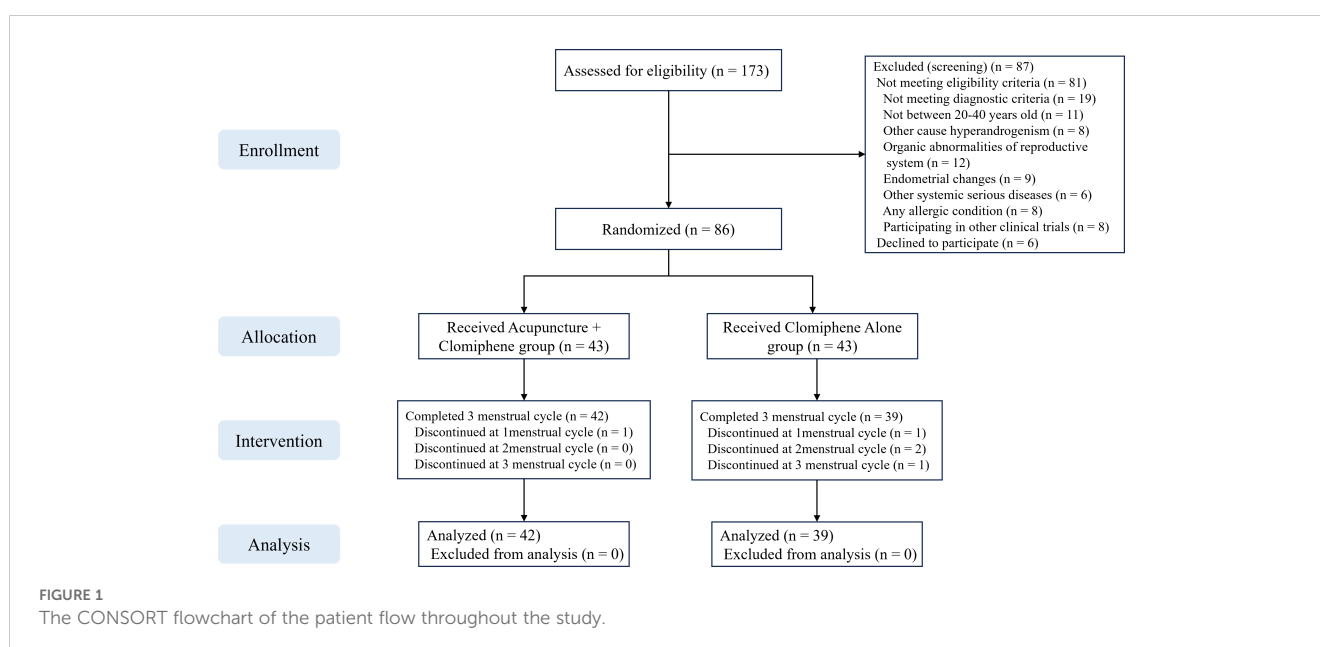 Assessed for eligibility (n = 173)
Excluded (screening) (n = 87)
Not meeting eligibility criteria (n = 81)
Not meeting diagnostic criteria (n = 19)
Not between 20-40 years old (n = 11)
Other cause hyperandrogenism (n = 8)
Organic abnormalities of reproductive
system (n = 12)
Endometrial changes (n = 9)
Other systemic serious diseases (n = 6)
Any allergic condition (n = 8)
Participating in other clinical trials (n = 8)
Declined to participate (n = 6)
Enrollment
Randomized (n = 86)
Allocation
Received Acupuncture +
Clomiphene group (n = 43)
Received Clomiphene Alone
group (n = 43)
Intervention
Completed 3 menstrual cycle (n = 42)
Discontinued at 1menstrual cycle (n = 1)
Discontinued at 2menstrual cycle (n = 0)
Discontinued at 3 menstrual cycle (n = 0)
Completed 3 menstrual cycle (n = 39)
Discontinued at 1menstrual cycle (n = 1)
Discontinued at 2menstrual cycle (n = 2)
Discontinued at 3 menstrual cycle (n = 1)
Analysis
Analyzed (n = 42)
Excluded from analysis (n = 0)
Analyzed (n = 39)
Excluded from analysis (n = 0)
FIGURE 1
The CONSORT flowchart of the patient flow throughout the study.